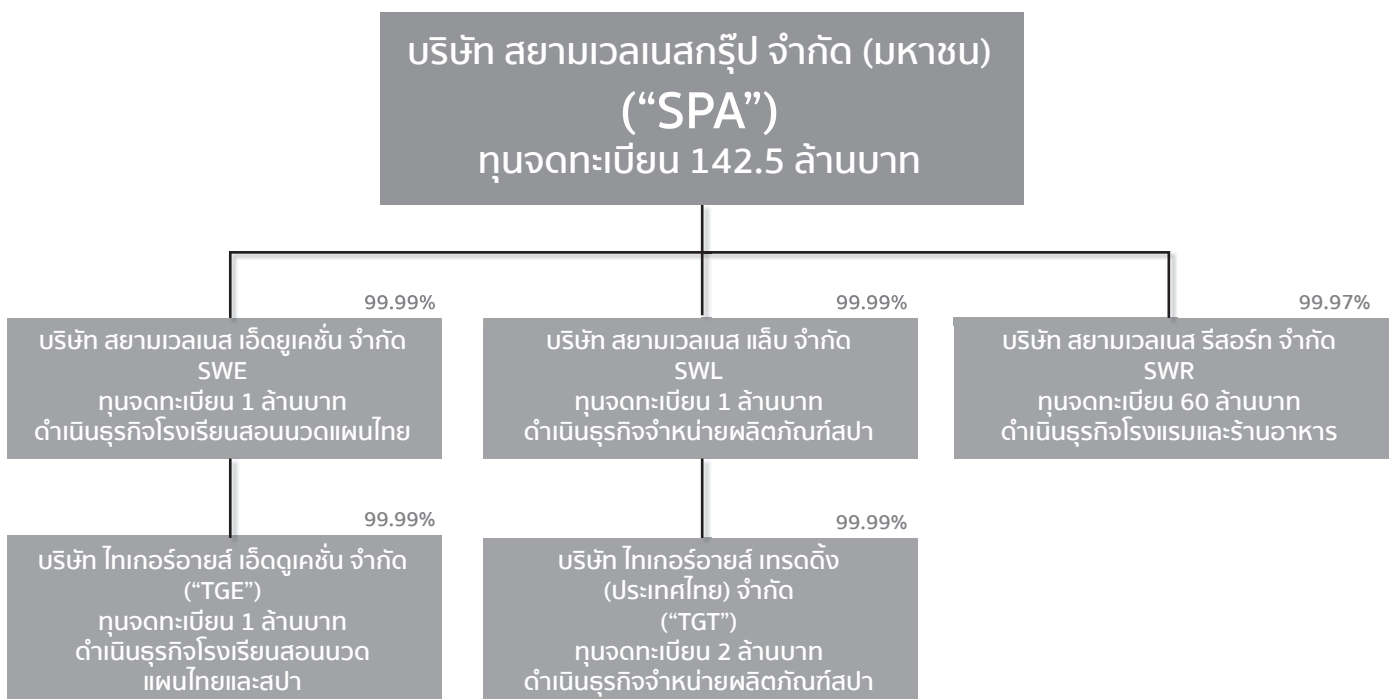 บริษัท สยามเวลเนสกรุ๊ป จำกัด (มหาชน)
(“SPA”)
ทุนจดทะเบียน 142.5 ล้านบาท
99.99%
บริษัท สยามเวลเนส เอ็ดยูเคชั่น จำกัด
SWE
ทุนจดทะเบียน 1 ล้านบาท
ดำเนินธุรกิจโรงเรียนสอนนวดแผนไทย
99.99%
บริษัท สยามเวลเนส แล็บ จำกัด
SWL
ทุนจดทะเบียน 1 ล้านบาท
ดำเนินธุรกิจจำหน่ายผลิตภัณฑ์สปา
99.97%
บริษัท สยามเวลเนส รีสอร์ท จำกัด
SWR
ทุนจดทะเบียน 60 ล้านบาท
ดำเนินธุรกิจโรงแรมและร้านอาหาร
99.99%
บริษัท ไทเกอร์อายส์ เอ็ดดูเคชั่น จำกัด
(“TGE”)
ทุนจดทะเบียน 1 ล้านบาท
ดำเนินธุรกิจโรงเรียนสอนนวด
แผนไทยและสปา
99.99%
บริษัท ไทเกอร์อายส์ เทรดดิ้ง
(ประเทศไทย) จำกัด
(“TGT”)
ทุนจดทะเบียน 2 ล้านบาท
ดำเนินธุรกิจจำหน่ายผลิตภัณฑ์สปา